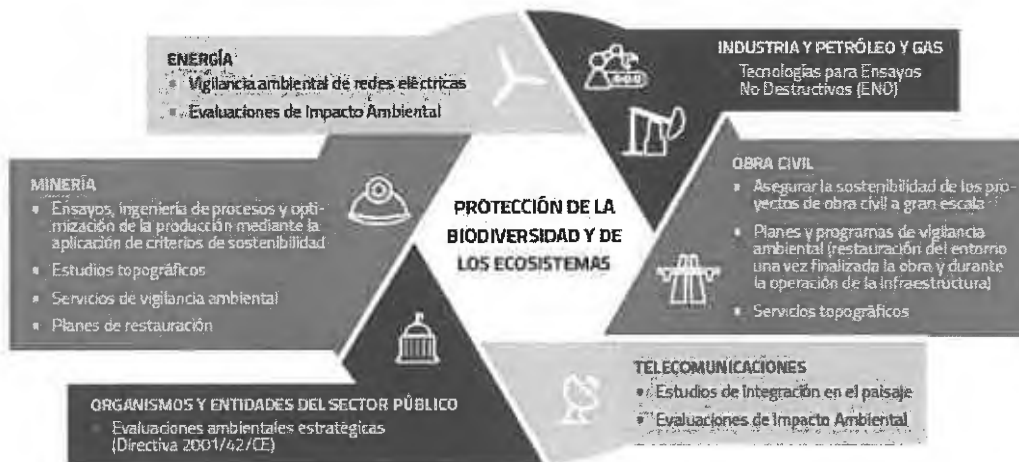 ENERGÍA
Vigilancia ambiental de redes eléctricas
Evaluaciones de Impacto Ambiental
INDUSTRIA Y PETRÓLEO Y GAS
Tecnologías para Ensayos
No Destructivos (END)
MINERÍA
Ensayos, ingeniería de procesos y opti-
mización de la producción mediante la
aplicación de criterios de sostenibilidad
Estudios topográficos
Servicios de vigilancia ambiental
Planes de restauración
PROTECCIÓN DE LA
BIODIVERSIDAD Y DE
LOS ECOSISTEMAS
OBRA CIVIL
Asegurar la sostenibilidad de los pro-
yectos de obra civil a gran escala
Planes y programas de vigilancia
ambiental (restauración del entorno
una vez finalizada la obra y durante
la operación de la infraestructura)
Servicios topográficos
ORGANISMOS Y ENTIDADES DEL SECTOR PÚBLICO
Evaluaciones ambientales estratégicas
(Directiva 2001/42/CE)
TELECOMUNICACIONES
Estudios de integración en el paisaje
Evaluaciones de Impacto Ambiental